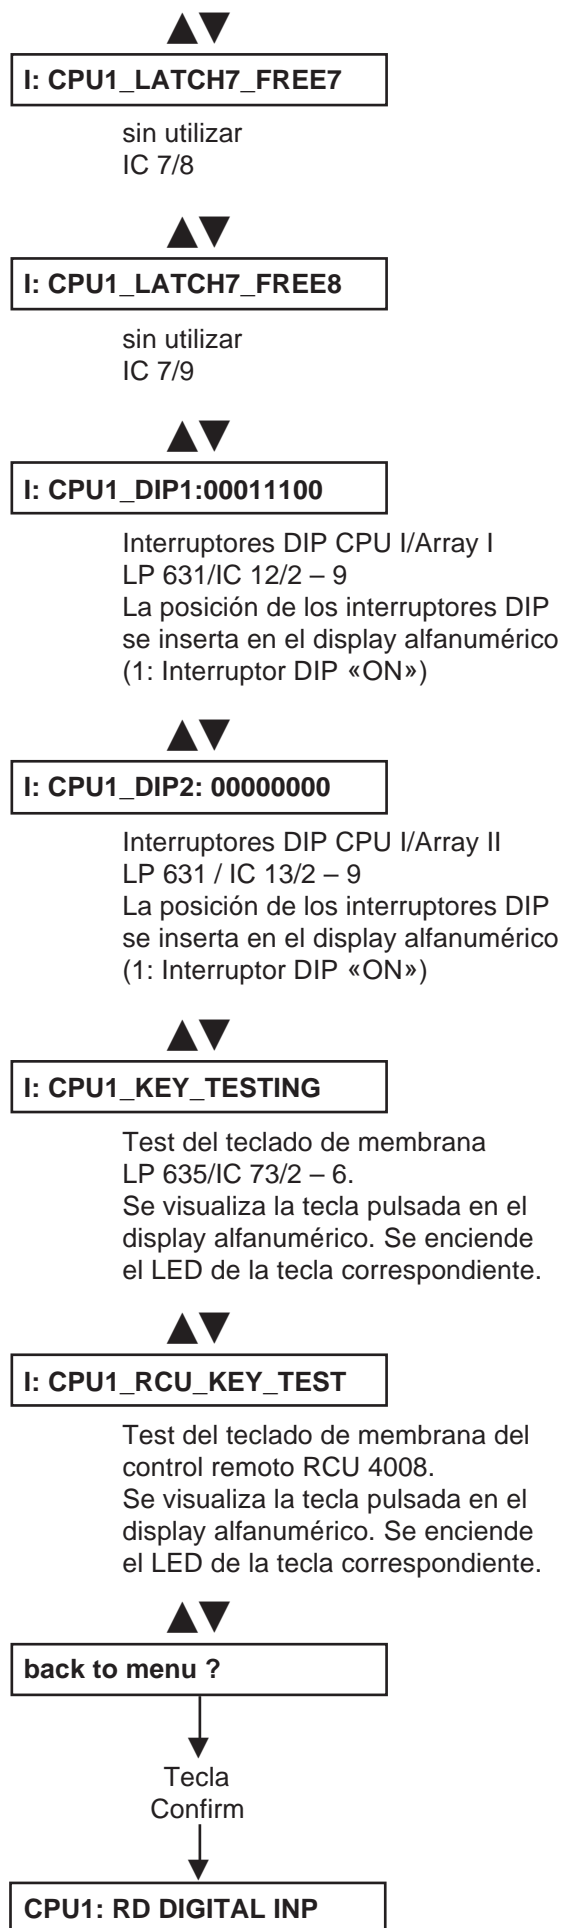 I: CPU1_LATCH7_FREE7
sin utilizar
IC 7/8
I: CPU1_LATCH7_FREE8
sin utilizar
IC 7/9
I: CPU1_DIP1:00011100
Interruptores DIP CPU I/Array I
LP 631/IC 12/2 – 9
La posición de los interruptores DIP
se inserta en el display alfanumérico
(1: Interruptor DIP «ON»)
I: CPU1_DIP2: 00000000
Interruptores DIP CPU I/Array II
LP 631 / IC 13/2 – 9
La posición de los interruptores DIP
se inserta en el display alfanumérico
(1: Interruptor DIP «ON»)
I: CPU1_KEY_TESTING
Test del teclado de membrana
LP 635/IC 73/2 – 6.
Se visualiza la tecla pulsada en el
display alfanumérico. Se enciende
el LED de la tecla correspondiente.
I: CPU1_RCU_KEY_TEST
Test del teclado de membrana del
control remoto RCU 4008.
Se visualiza la tecla pulsada en el
display alfanumérico. Se enciende
el LED de la tecla correspondiente.
back to menu ?
Tecla
Confirm
CPU1: RD DIGITAL INP